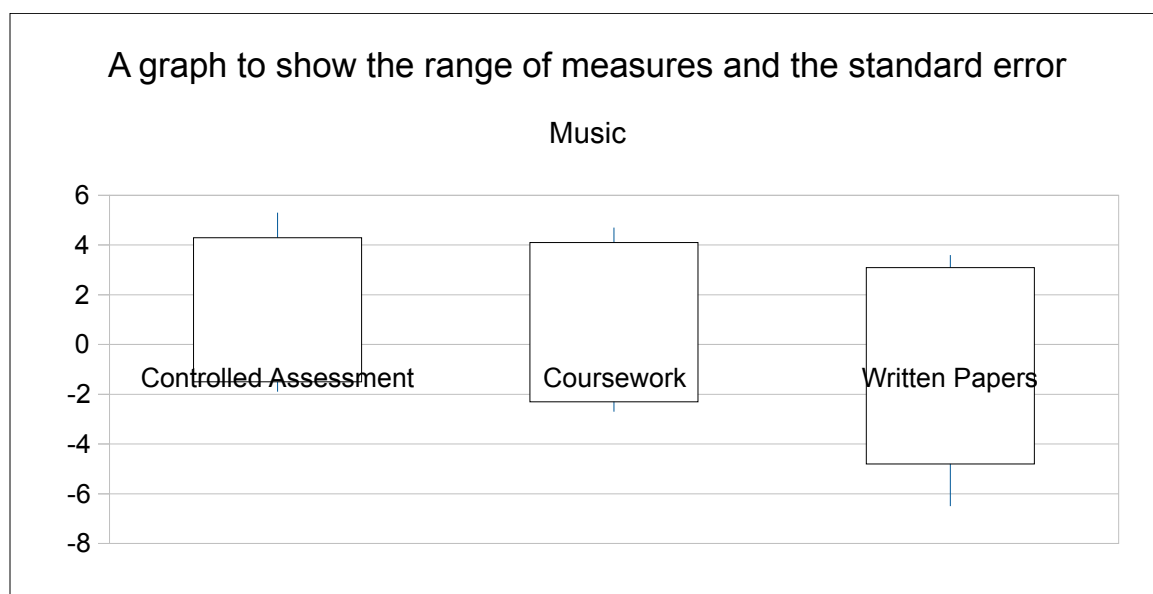 A graph to show the range of measures and the standard error
Music
6
4
2
0
Controlled Assessment Coursework Written Papers
-2
-4
-6
-8